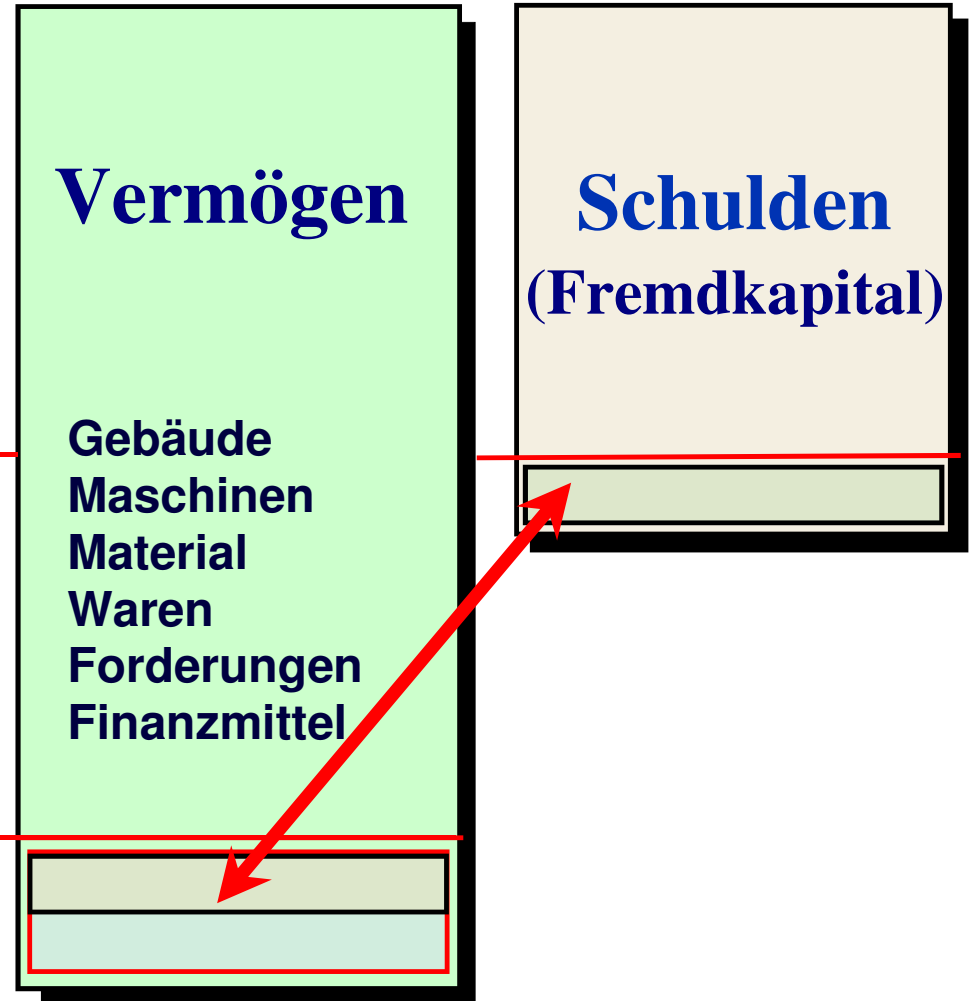 Vermögen
Gebäude
Maschinen
Material
Waren
Forderungen
Finanzmittel
Schulden
(Fremdkapital)